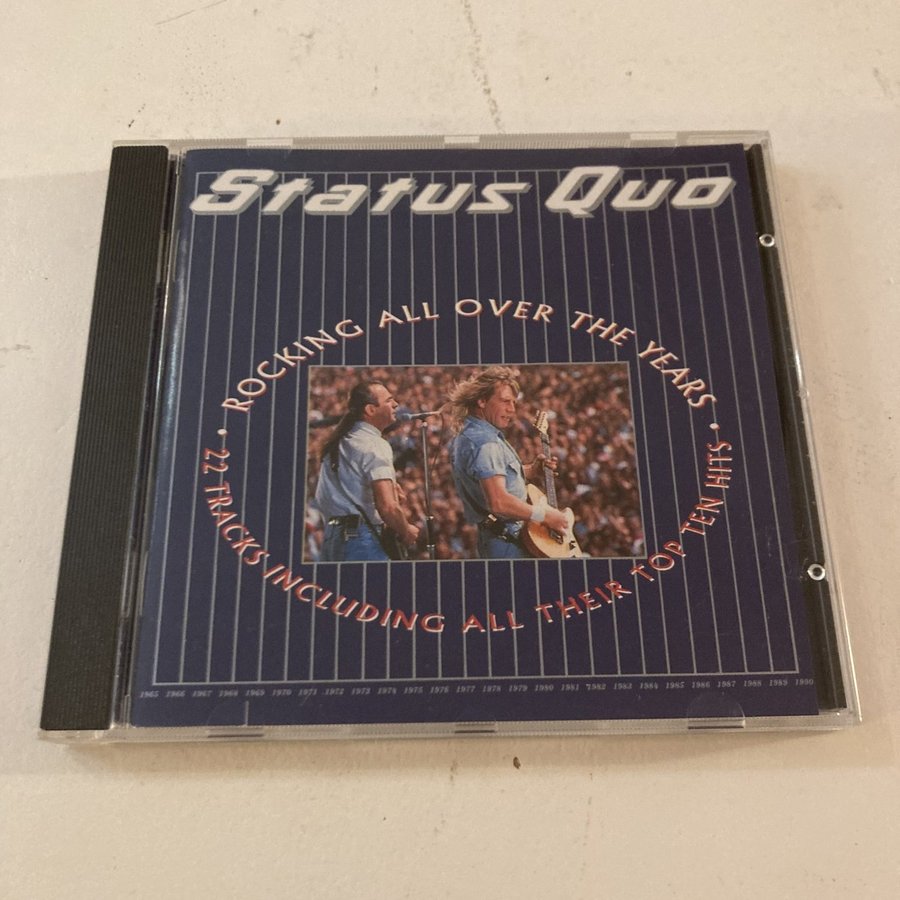 Status Quo
• ROCKING ALL OVER THE YEARS •
22 TRACKS INCLUDING ALL THEIR TOP TEN HITS
1965 1966 1967 1968 1969 1970 1971 1972 1973 1974 1975 1976 1977 1978 1979 1980 1981 1982 1983 1984 1985 1986 1987 1988 1989 1990